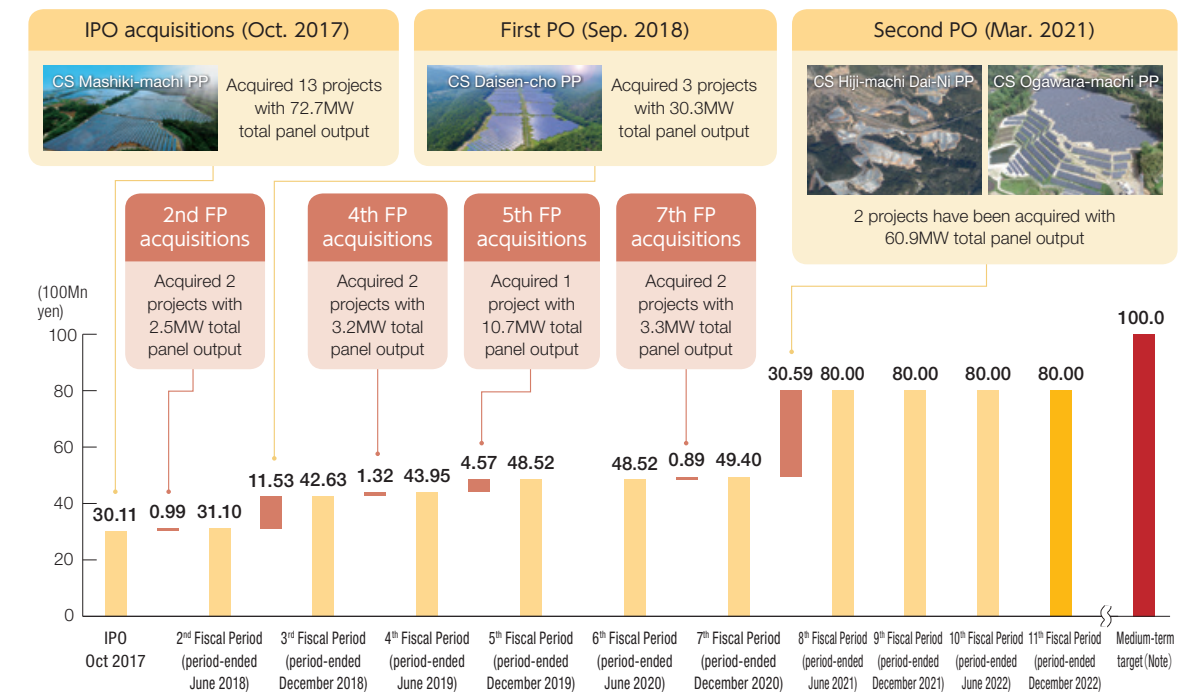 IPO acquisitions (Oct. 2017)
CS Mashiki-machi PP
Acquired 13 projects
with 72.7MW
total panel output
First PO (Sep. 2018)
CS Daisen-cho PP
Acquired 3 projects
with 30.3MW
total panel output
Second PO (Mar. 2021)
CS Hiji-machi Dai-Ni PP
CS Ogawara-machi PP
2 projects have been acquired with
60.9MW total panel output
2nd FP
acquisitions
Acquired 2
projects with
2.5MW total
panel output
4th FP
acquisitions
Acquired 2
projects with
3.2MW total
panel output
5th FP
acquisitions
Acquired 1
project with
10.7MW total
panel output
7th FP
acquisitions
Acquired 2
projects with
3.3MW total
panel output
(100Mn
yen)
100
80
60
40
20
0
30.11
0.99
31.10
11.53
42.63
1.32
43.95
4.57
48.52
48.52
0.89
49.40
30.59
80.00
80.00
80.00
80.00
100.0
IPO
Oct 2017
2nd Fiscal Period
(period-ended
June 2018)
3rd Fiscal Period
(period-ended
December 2018)
4th Fiscal Period
(period-ended
June 2019)
5th Fiscal Period
(period-ended
December 2019)
6th Fiscal Period
(period-ended
June 2020)
7th Fiscal Period
(period-ended
December 2020)
8th Fiscal Period
(period-ended
June 2021)
9th Fiscal Period
(period-ended
December 2021)
10th Fiscal Period
(period-ended
June 2022)
11th Fiscal Period
(period-ended
December 2022)
Medium-term
target (Note)